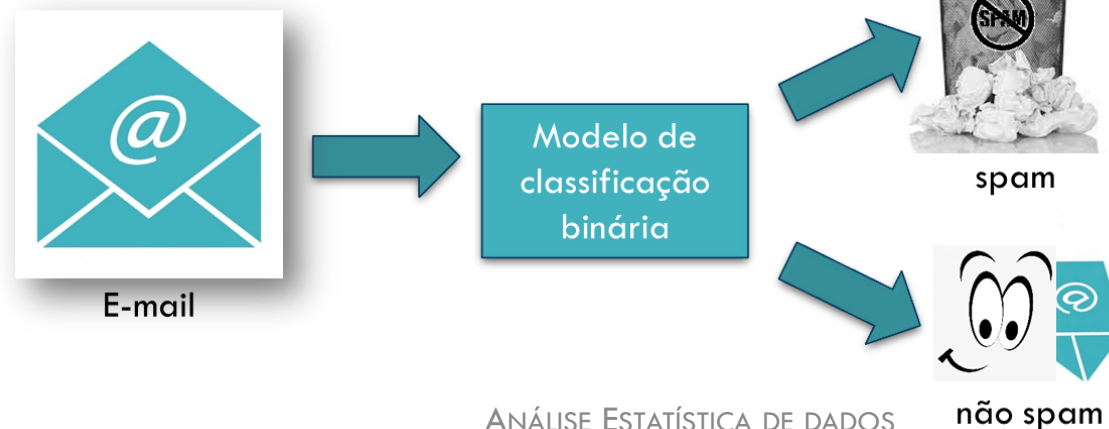 @
SPAM
Modelo de
classificação
binária
spam
E-mail
@
ANÁLISE ESTATÍSTICA DE DADOS
não spam